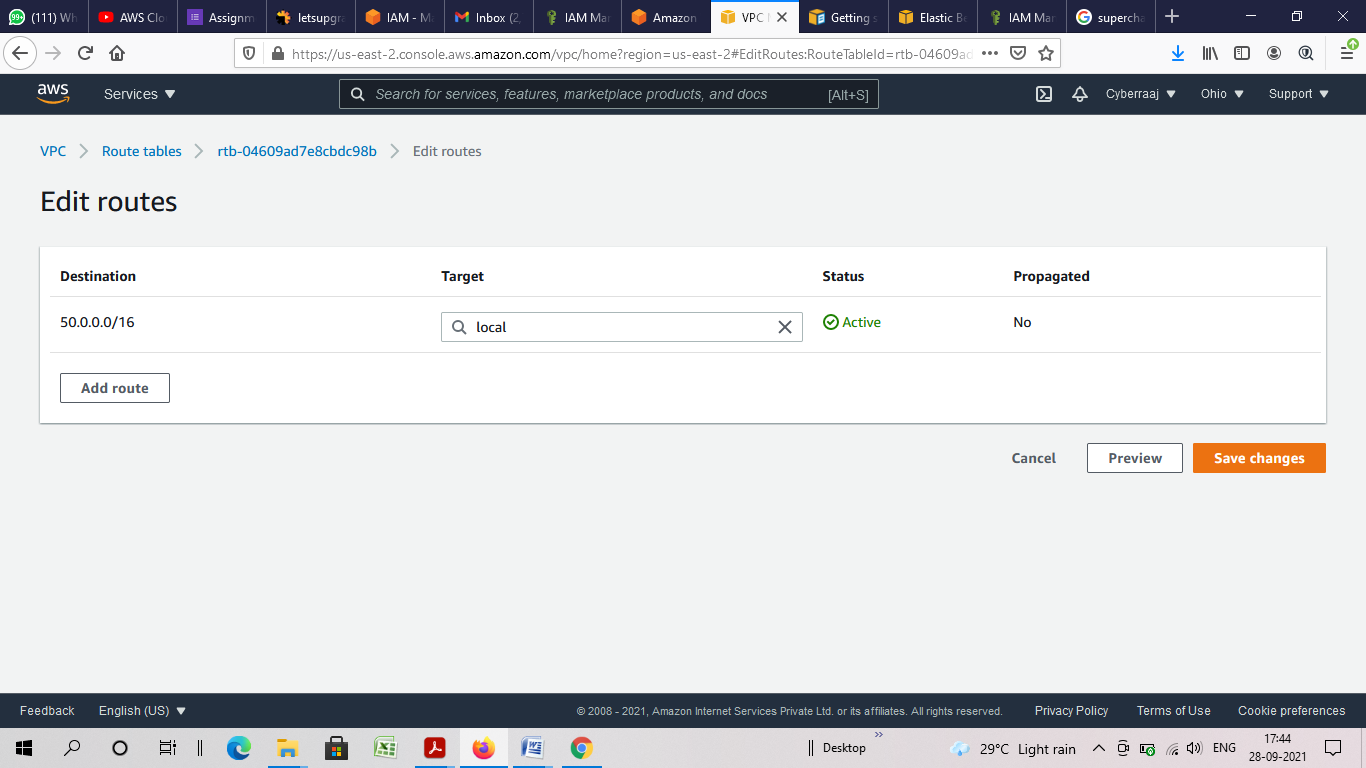 (111) Wh
AWS Clo
Assignm
letsupgra
IAM - Ma
Inbox (2,
IAM Man
Amazon
VPC M
Getting s
Elastic Be
IAM Man
supercha
https://us-east-2.console.aws.amazon.com/vpc/home?region=us-east-2#EditRoutes:RouteTableId=rtb-04609ad
aws
Services
Search for services, features, marketplace products, and docs
[Alt+S]
Cyberraaj
Ohio
Support
VPC
Route tables
rtb-04609ad7e8cbdc98b
Edit routes
Edit routes
Destination
Target
Status
Propagated
50.0.0.0/16
local
Active
No
Add route
Cancel
Preview
Save changes
Feedback
English (US)
© 2008 - 2021, Amazon Internet Services Private Ltd. or its affiliates. All rights reserved.
Privacy Policy
Terms of Use
Cookie preferences
Desktop
29°C Light rain
ENG
17:44
28-09-2021